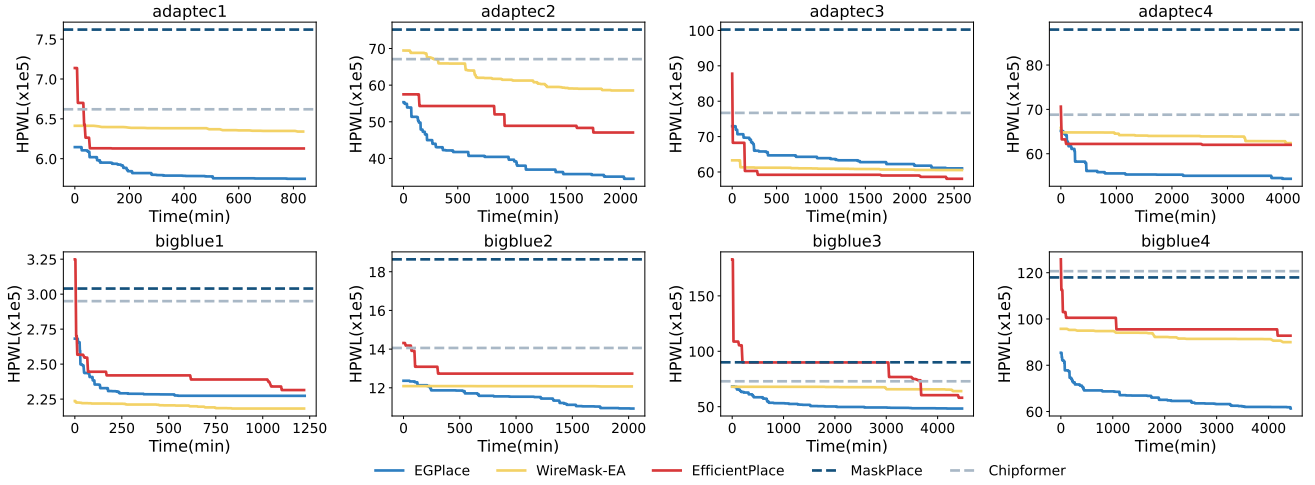 adaptec1 adaptec2 adaptec3 adaptec4
HPWL(x1e5) 7.5 7.0 6.5 6.0
0 200 400 600 800
Time(min)
HPWL(x1e5) 70 60 50 40
0 500 1000 1500 2000
Time(min)
HPWL(x1e5) 100 90 80 70 60
0 500 1000 1500 2000 2500
Time(min)
HPWL(x1e5) 80 70 60
0 1000 2000 3000 4000
Time(min)
bigblue1 bigblue2 bigblue3 bigblue4
HPWL(x1e5) 3.25 3.00 2.75 2.50 2.25
0 250 500 750 1000 1250
Time(min)
HPWL(x1e5) 18 16 14 12
0 500 1000 1500 2000
Time(min)
HPWL(x1e5) 150 100 50
0 1000 2000 3000 4000
Time(min)
HPWL(x1e5) 120 100 80 60
0 1000 2000 3000 4000
Time(min)
EGPlace WireMask-EA EfficientPlace MaskPlace Chipformer